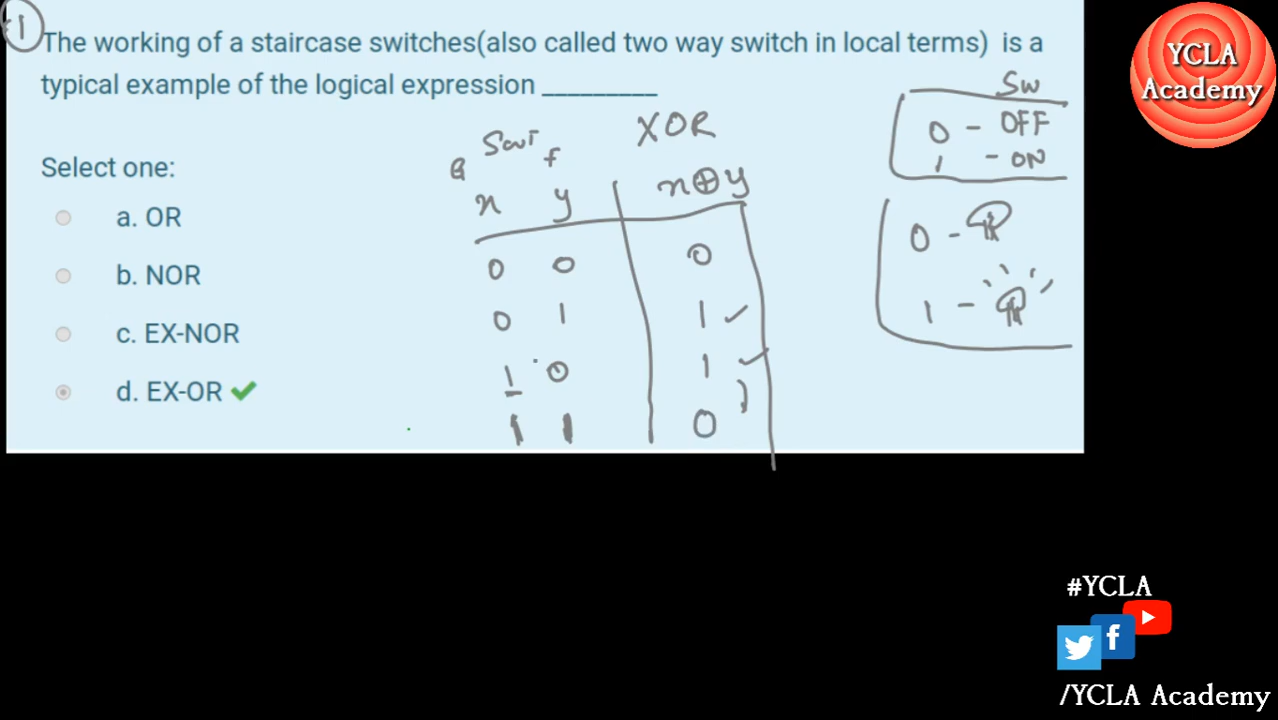 1
The working of a staircase switches(also called two way switch in local terms) is a
typical example of the logical expression _________
Select one:
a. OR
b. NOR
c. EX-NOR
d. EX-OR
XOR
x y x⊕y
0 0 0
0 1 1
1 0 1
1 1 0
SW
0 - OFF
1 - ON
0 -
1 -
YCLA
Academy
#YCLA
/YCLA Academy